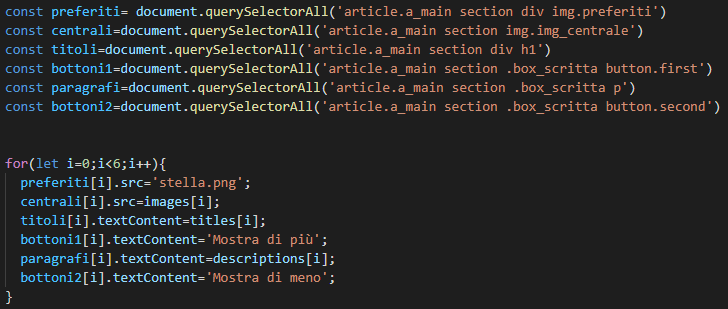 const preferiti= document.querySelectorAll('article.a_main section div img.preferiti')
const centrali=document.querySelectorAll('article.a_main section img.img_centrale')
const titoli=document.querySelectorAll('article.a_main section div h1')
const bottoni1=document.querySelectorAll('article.a_main section .box_scritta button.first')
const paragrafi=document.querySelectorAll('article.a_main section .box_scritta p')
const bottoni2=document.querySelectorAll('article.a_main section .box_scritta button.second')
for(let i=0;i<6;i++){
preferiti[i].src='stella.png';
centrali[i].src=images[i];
titoli[i].textContent=titles[i];
bottoni1[i].textContent='Mostra di più';
paragrafi[i].textContent=descriptions[i];
bottoni2[i].textContent='Mostra di meno';
}